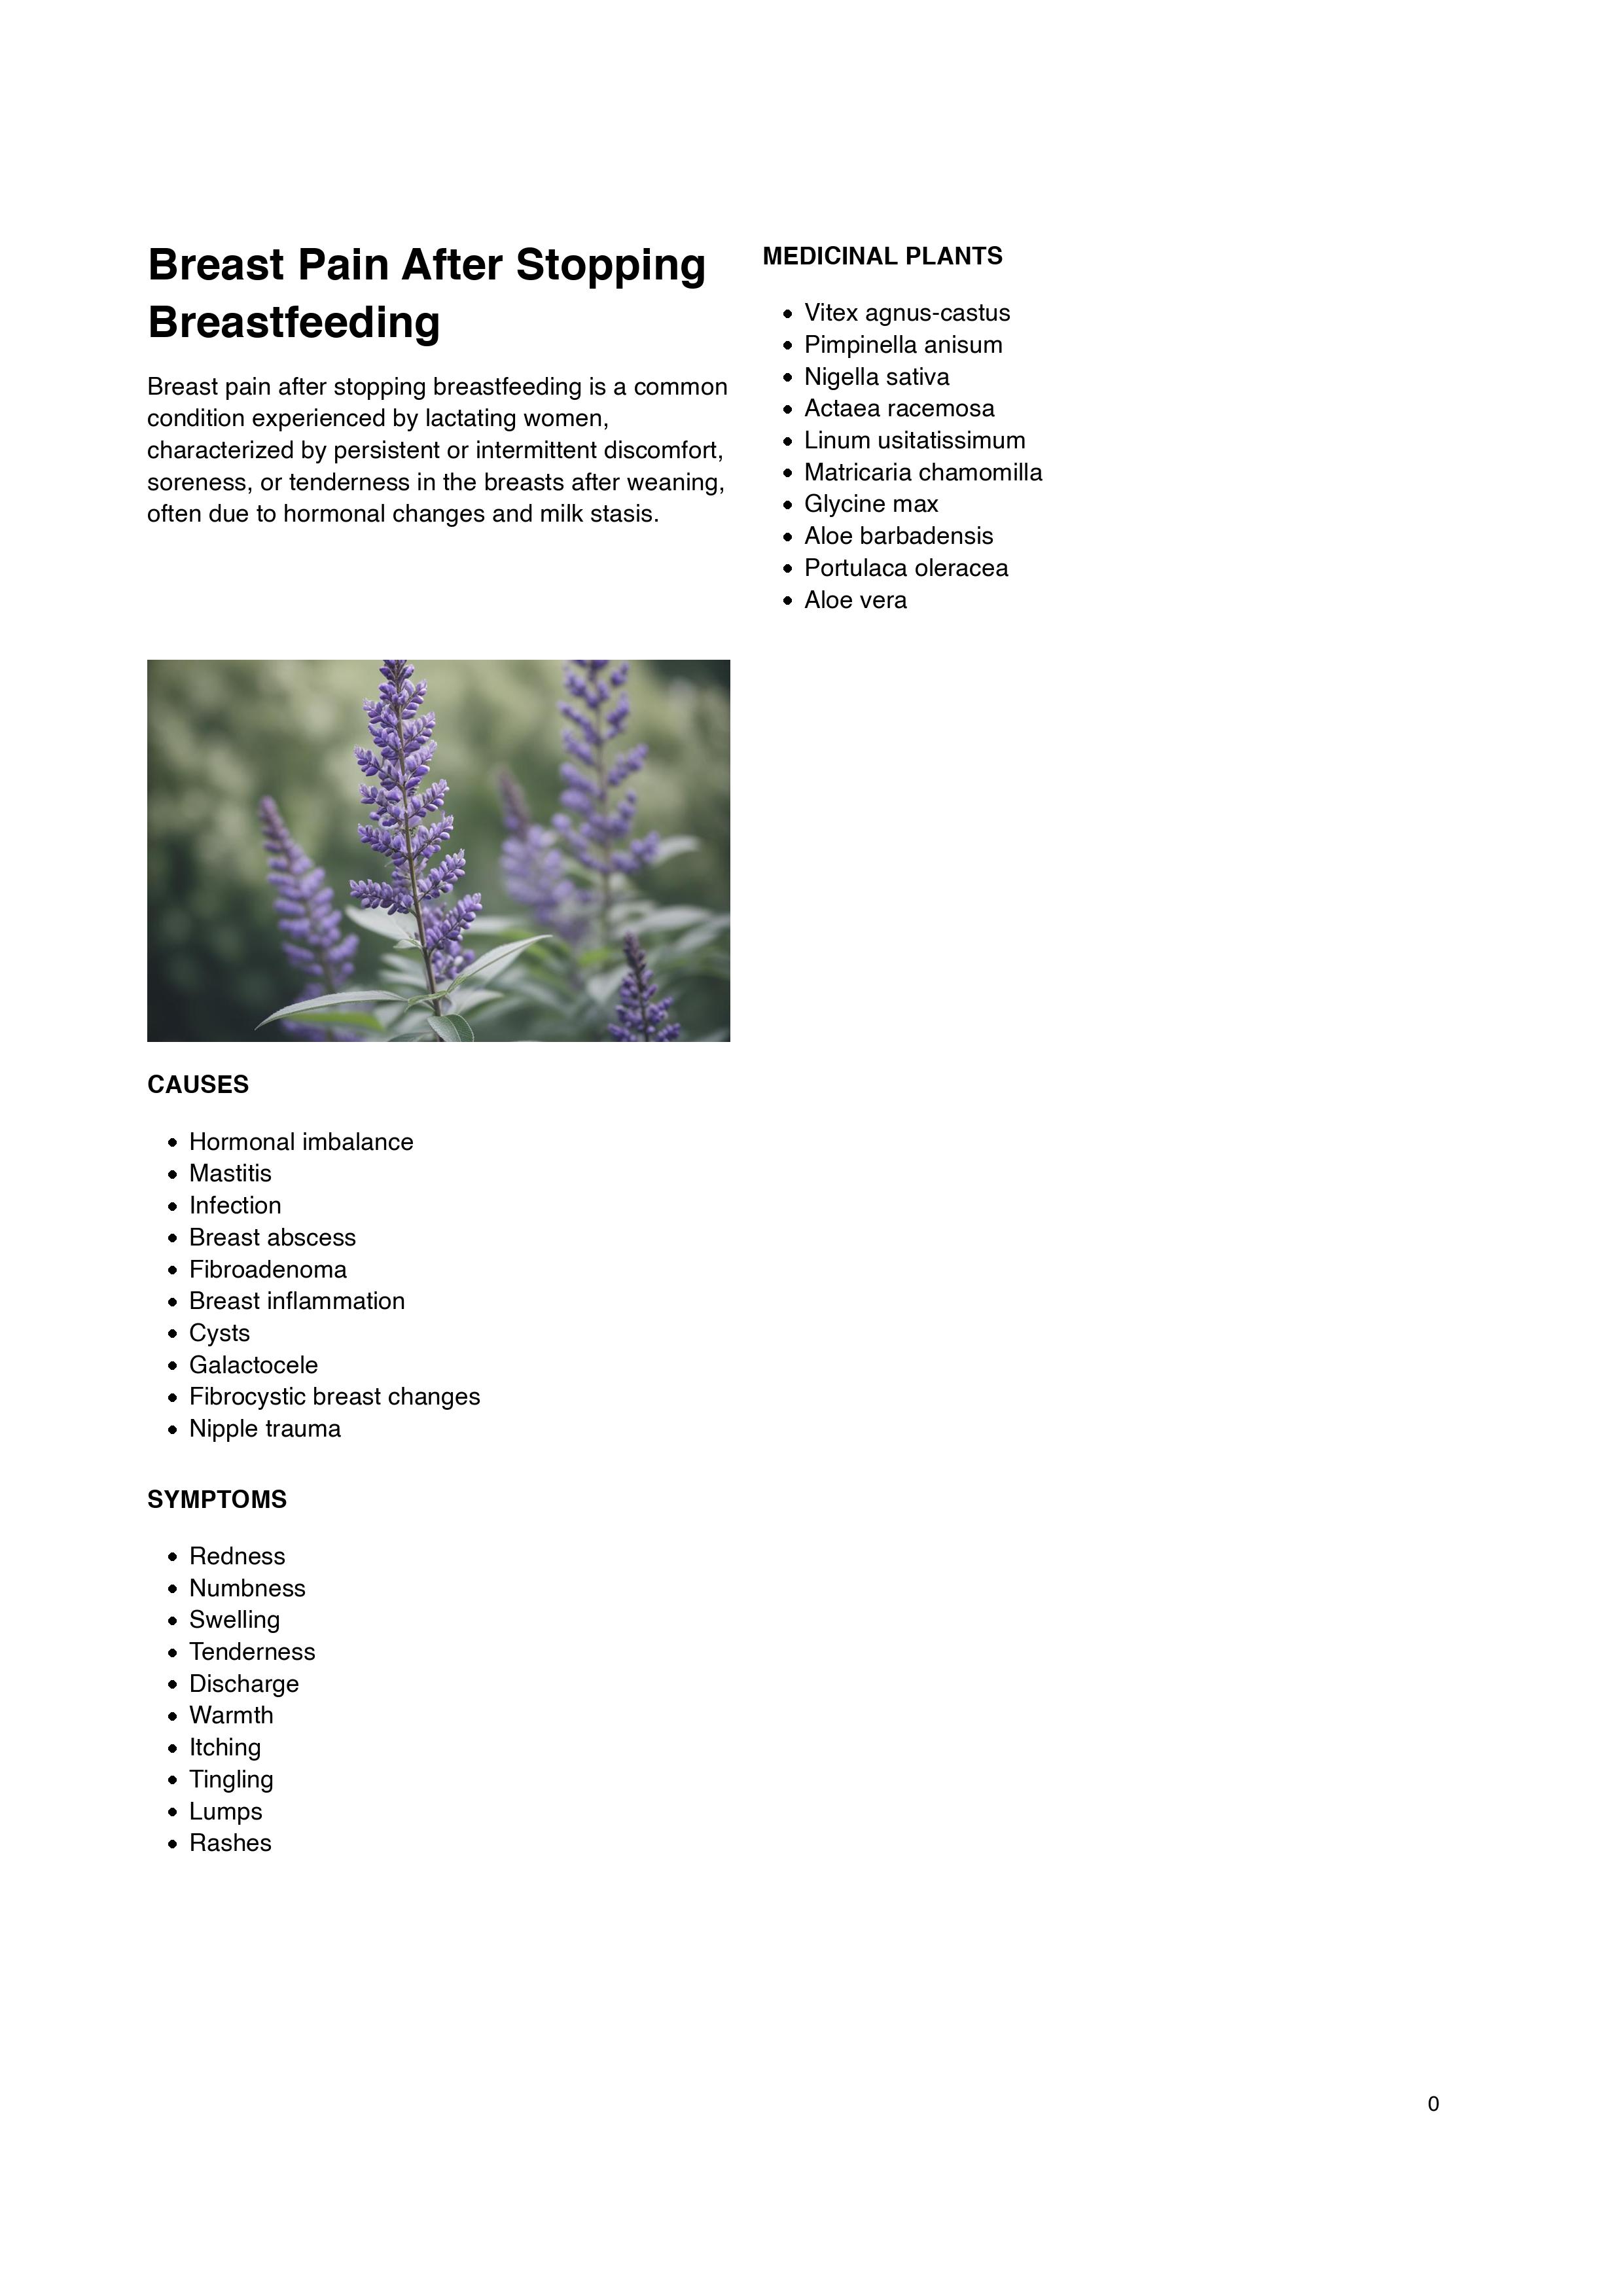 Breast Pain After Stopping
Breastfeeding
Breast pain after stopping breastfeeding is a common
condition experienced by lactating women,
characterized by persistent or intermittent discomfort,
soreness, or tenderness in the breasts after weaning,
often due to hormonal changes and milk stasis.
CAUSES
• Hormonal imbalance
• Mastitis
• Infection
• Breast abscess
• Fibroadenoma
• Breast inflammation
• Cysts
• Galactocele
• Fibrocystic breast changes
• Nipple trauma
SYMPTOMS
• Redness
• Numbness
• Swelling
• Tenderness
• Discharge
• Warmth
• Itching
• Tingling
• Lumps
• Rashes
MEDICINAL PLANTS
• Vitex agnus-castus
• Pimpinella anisum
• Nigella sativa
• Actaea racemosa
• Linum usitatissimum
• Matricaria chamomilla
• Glycine max
• Aloe barbadensis
• Portulaca oleracea
• Aloe vera
0